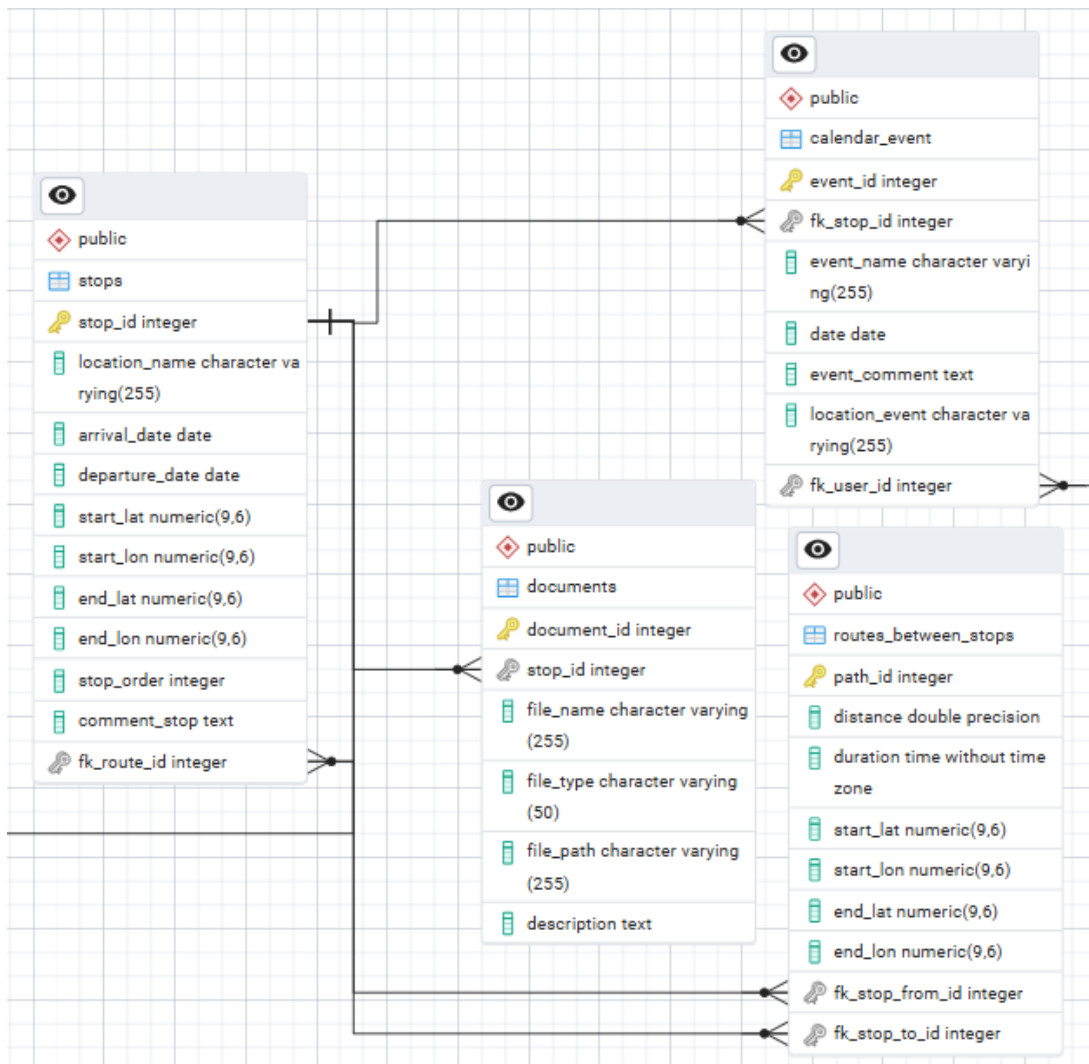 public
stops
stop_id integer
location_name character va
rying(255)
arrival_date date
departure_date date
start_lat numeric(9,6)
start_lon numeric(9,6)
end_lat numeric(9,6)
end_lon numeric(9,6)
stop_order integer
comment_stop text
fk_route_id integer
public
calendar_event
event_id integer
fk_stop_id integer
event_name character varyi
ng(255)
date date
event_comment text
location_event character va
rying(255)
fk_user_id integer
public
documents
document_id integer
stop_id integer
file_name character varying
(255)
file_type character varying
(50)
file_path character varying
(255)
description text
public
routes_between_stops
path_id integer
distance double precision
duration time without time
zone
start_lat numeric(9,6)
start_lon numeric(9,6)
end_lat numeric(9,6)
end_lon numeric(9,6)
fk_stop_from_id integer
fk_stop_to_id integer